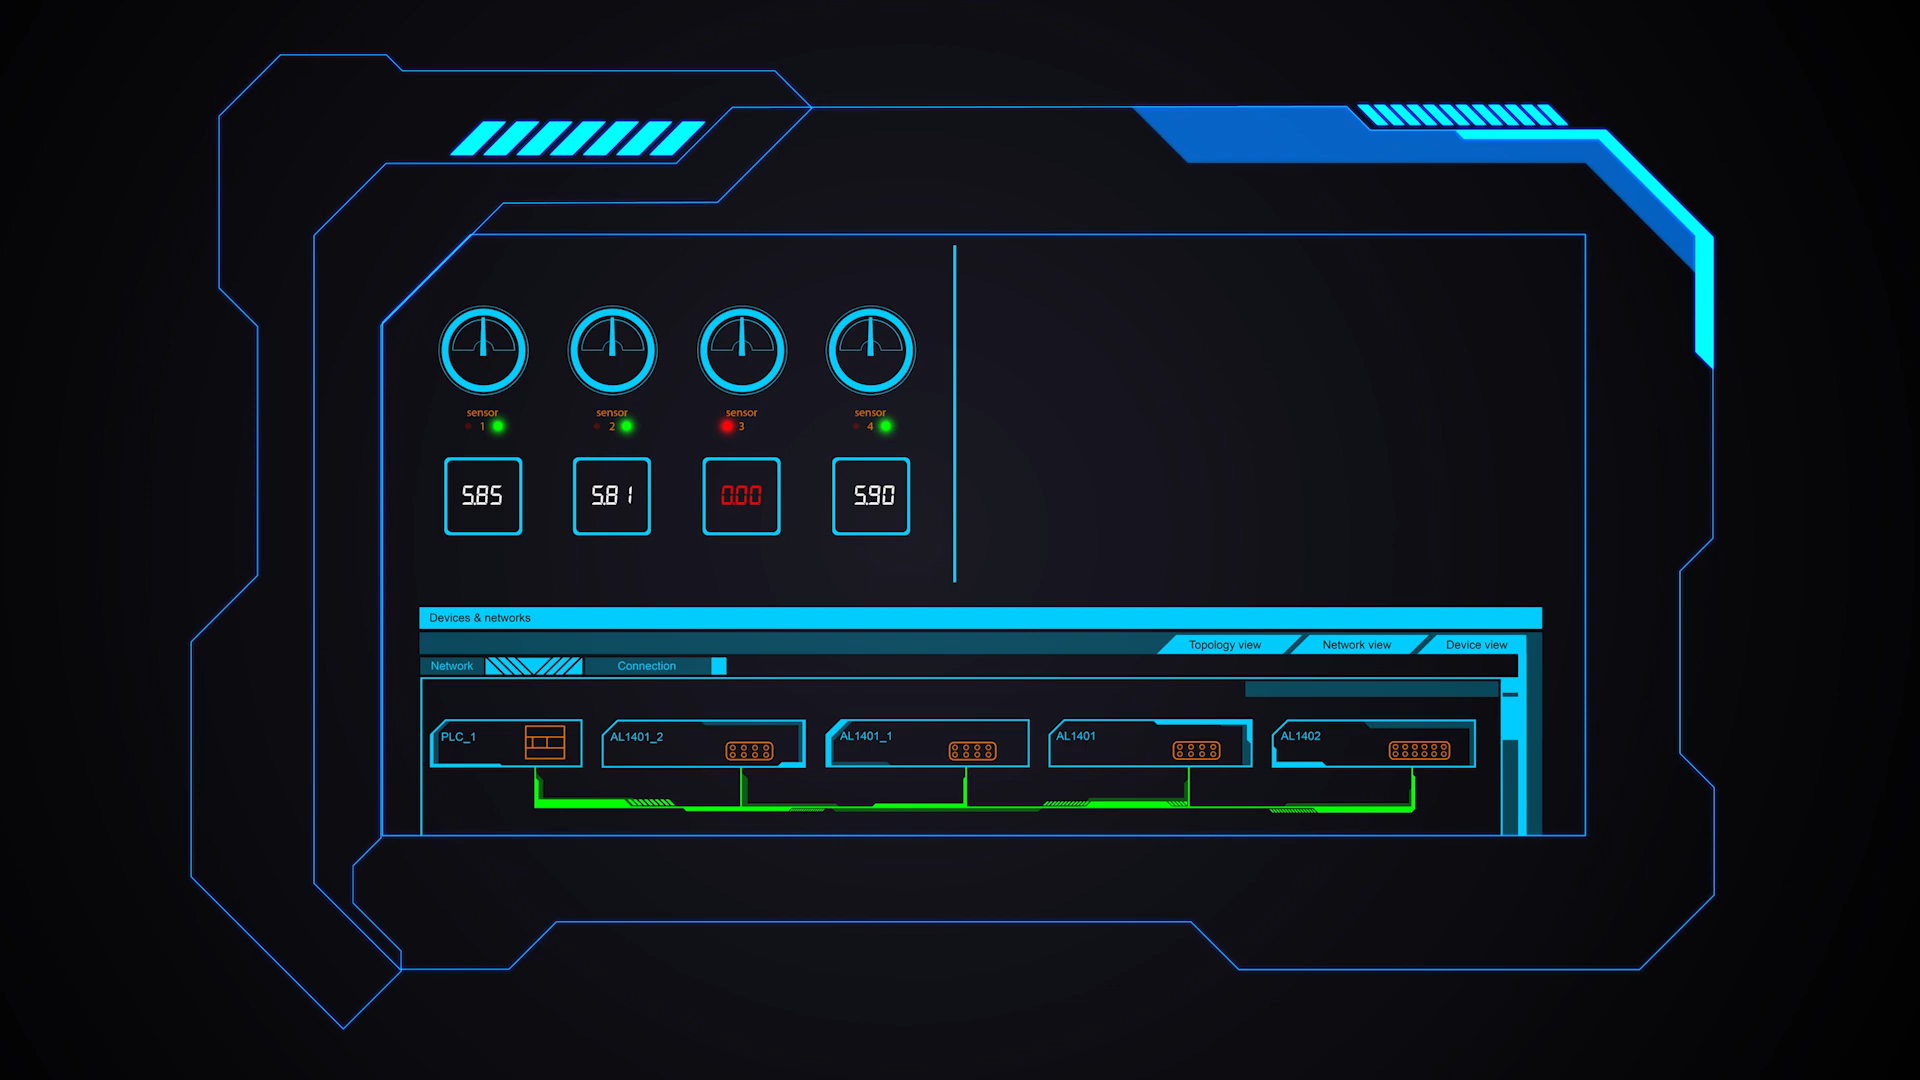 sensor sensor sensor sensor
1 2 3 4
5.85 5.81 0.00 5.90
Devices & networks
Topology view Network view Device view
Network Connection
PLC_1 AL1401_2 AL1401_1 AL1401 AL1402